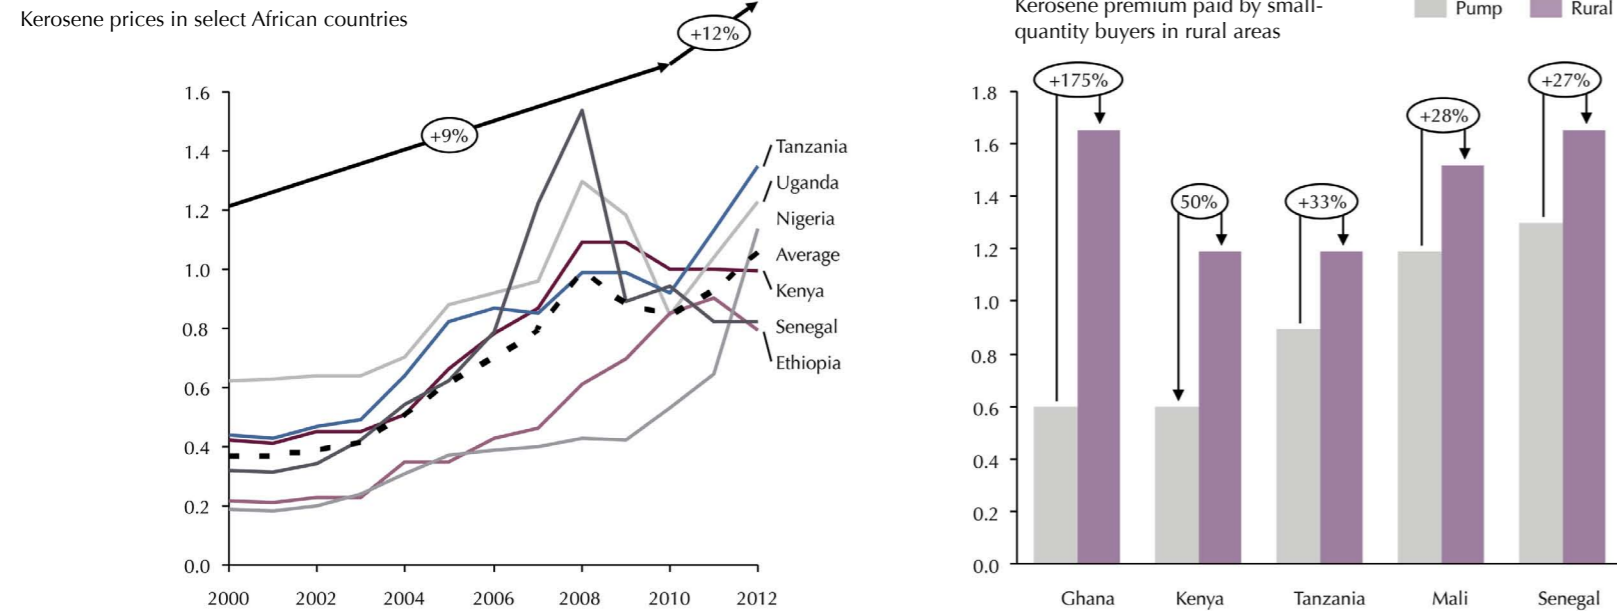 Kerosene prices in select African countries
+12%
+9%
1.6
1.4
1.2
1.0
0.8
0.6
0.4
0.2
0.0
2000 2002 2004 2006 2008 2010 2012
Tanzania
Uganda
Nigeria
Average
Kenya
Senegal
Ethiopia
Kerosene premium paid by small-
quantity buyers in rural areas
Pump Rural
1.8
1.6
1.4
1.2
1.0
0.8
0.6
0.4
0.2
0.0
+175%
50%
+33%
+28%
+27%
Ghana Kenya Tanzania Mali Senegal